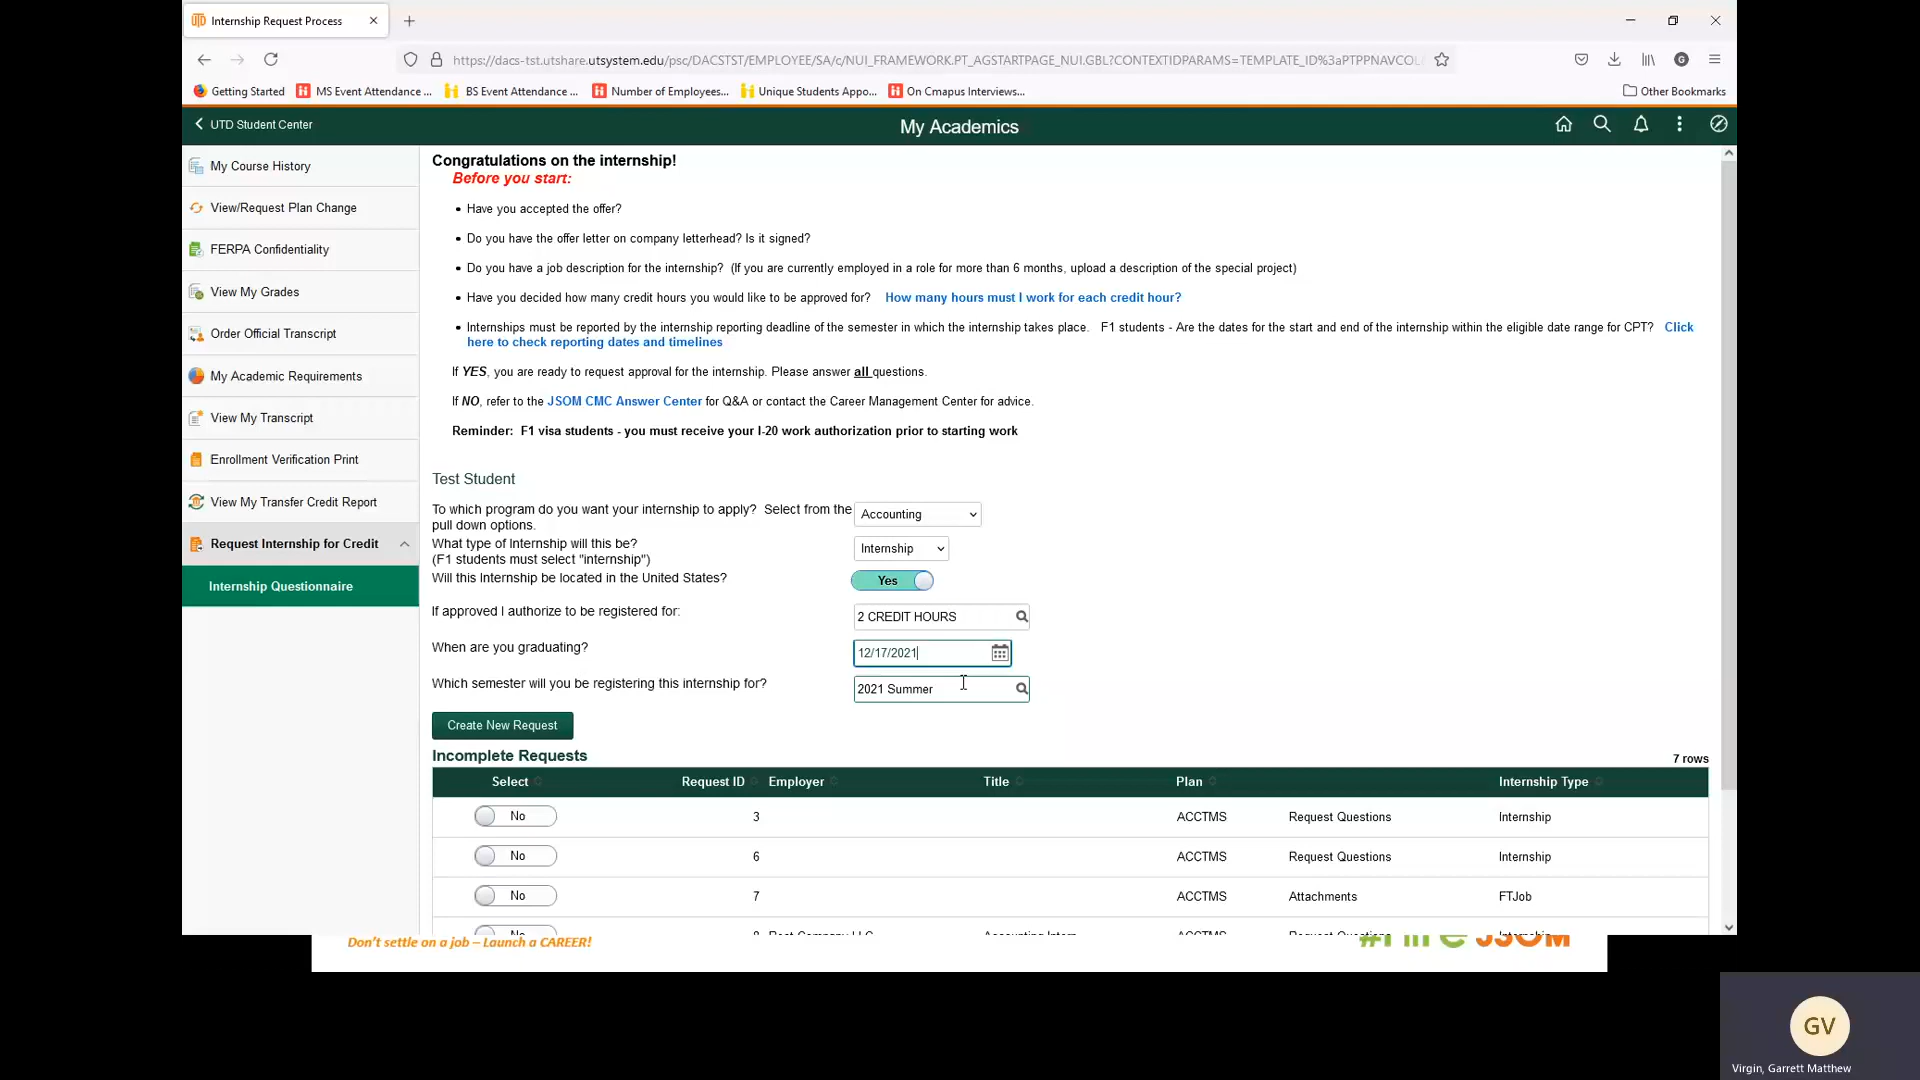 Internship Request Process
https://dacs-tst.utshare.utsystem.edu/psc/DACSTST/EMPLOYEE/SA/c/NUI_FRAMEWORK.PT_AGSTARTPAGE_NUI.GBL?CONTEXTIDPARAMS=TEMPLATE_ID%3aPTPPNAVCOL
Getting Started
MS Event Attendance ...
BS Event Attendance ...
Number of Employees...
Unique Students Appo...
On Cmapus Interviews...
Other Bookmarks
UTD Student Center
My Academics
My Course History
View/Request Plan Change
FERPA Confidentiality
View My Grades
Order Official Transcript
My Academic Requirements
View My Transcript
Enrollment Verification Print
View My Transfer Credit Report
Request Internship for Credit
Internship Questionnaire
Congratulations on the internship!
Before you start:
• Have you accepted the offer?
• Do you have the offer letter on company letterhead? Is it signed?
• Do you have a job description for the internship? (If you are currently employed in a role for more than 6 months, upload a description of the special project)
• Have you decided how many credit hours you would like to be approved for? How many hours must I work for each credit hour?
• Internships must be reported by the internship reporting deadline of the semester in which the internship takes place. F1 students - Are the dates for the start and end of the internship within the eligible date range for CPT? Click
here to check reporting dates and timelines
If YES, you are ready to request approval for the internship. Please answer all questions.
If NO, refer to the JSOM CMC Answer Center for Q&A or contact the Career Management Center for advice.
Reminder: F1 visa students - you must receive your I-20 work authorization prior to starting work
Test Student
To which program do you want your internship to apply? Select from the
pull down options.
Accounting
What type of Internship will this be?
(F1 students must select "internship")
Internship
Will this Internship be located in the United States?
Yes
If approved I authorize to be registered for:
2 CREDIT HOURS
When are you graduating?
12/17/2021
Which semester will you be registering this internship for?
2021 Summer
Create New Request
Incomplete Requests
7 rows
Select Request ID Employer Title Plan Internship Type
No 3 ACCTMS Request Questions Internship
No 6 ACCTMS Request Questions Internship
No 7 ACCTMS Attachments FTJob
No 8 Best Company LLC Accounting Intern ACCTMS Request Questions Internship
Don't settle on a job – Launch a CAREER!
#Hire JSOM
GV
Virgin, Garrett Matthew